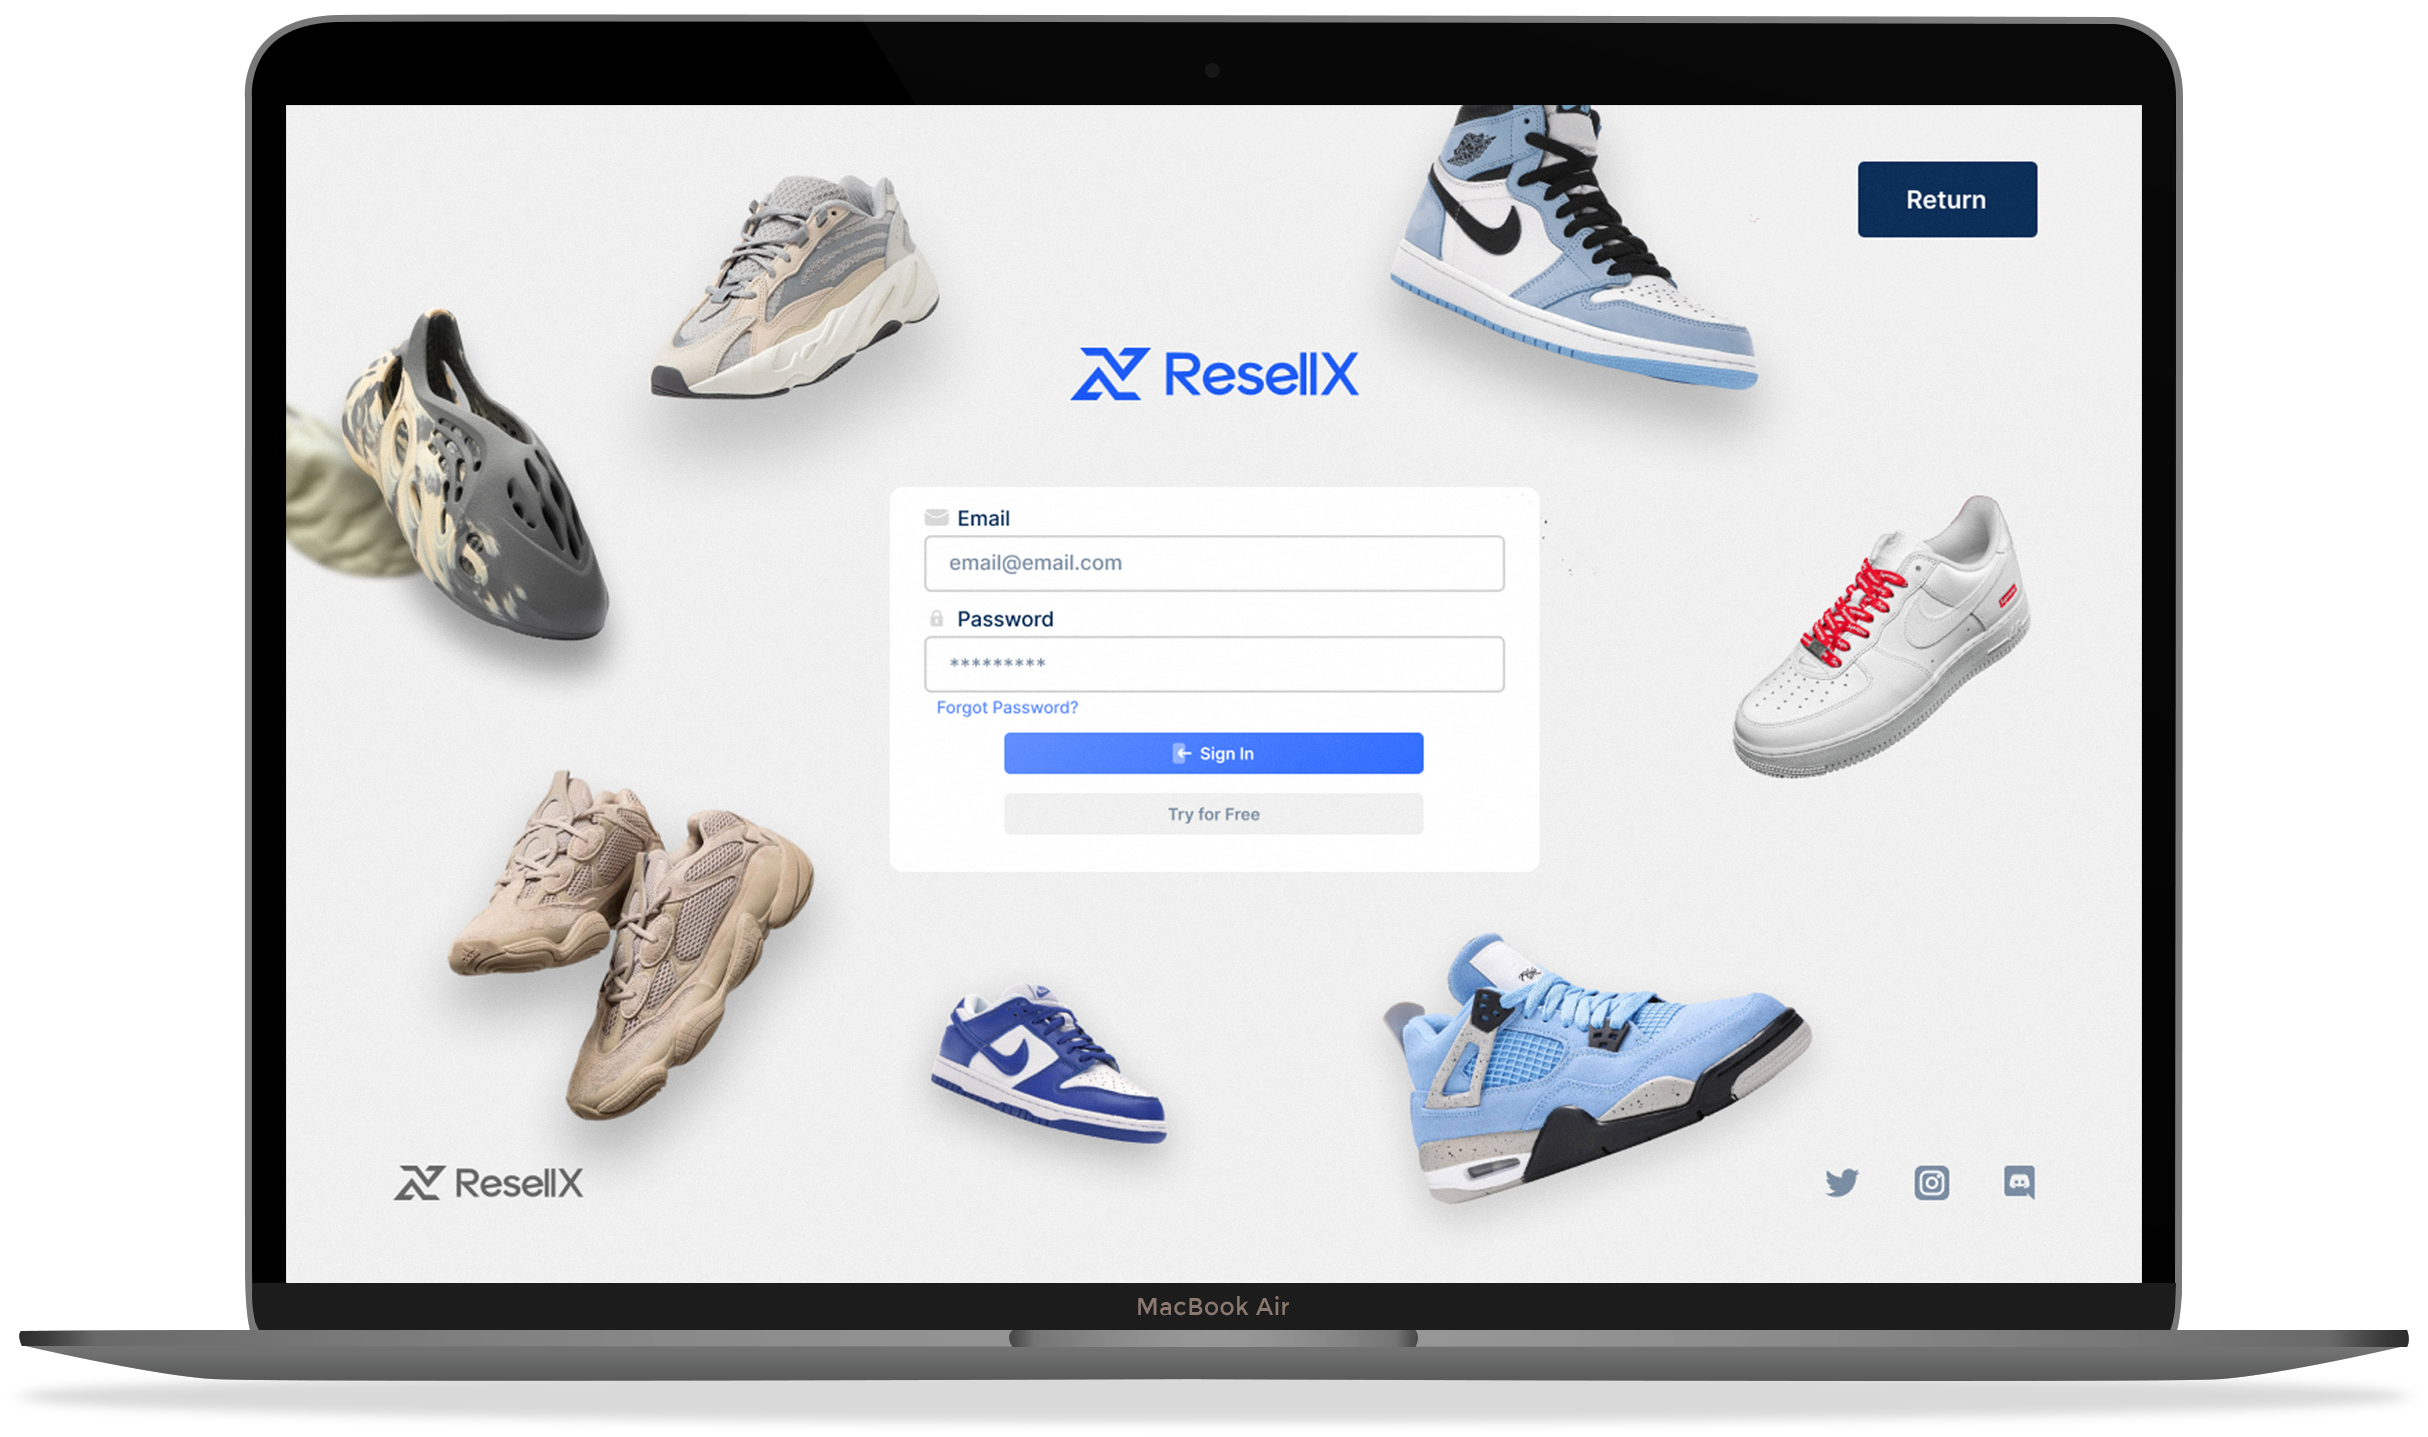 Return
ResellX
Email
email@email.com
Password
*********
Forgot Password?
Sign In
Try for Free
ResellX
MacBook Air